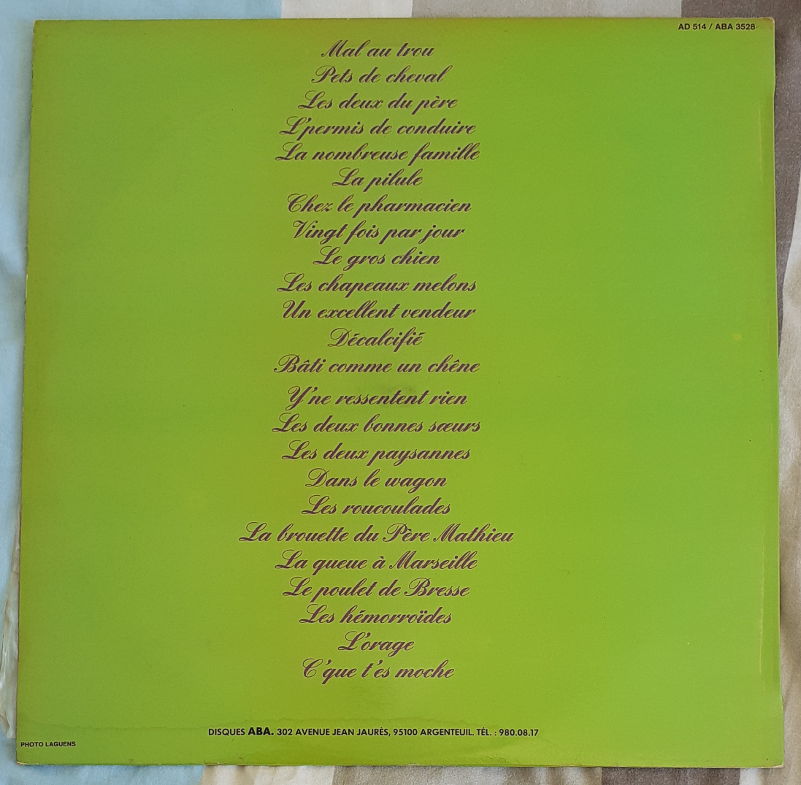 AD 514 / ABA 3528
Mal au trou
Pets de cheval
Les deux du père
L'permis de conduire
La nombreuse famille
La pilule
Chez le pharmacien
Vingt fois par jour
Le gros chien
Les chapeaux melons
Un excellent vendeur
Décalcifié
Bâti comme un chêne
Y'ne ressentent rien
Les deux bonnes sœurs
Les deux paysannes
Dans le wagon
Les roucoulades
La brouette du Père Mathieu
La queue à Marseille
Le poulet de Bresse
Les hémorroïdes
L'orage
C'que t'es moche
DISQUES ABA. 302 AVENUE JEAN JAURÈS, 95100 ARGENTEUIL. TÉL. : 980.08.17
PHOTO LAGUENS